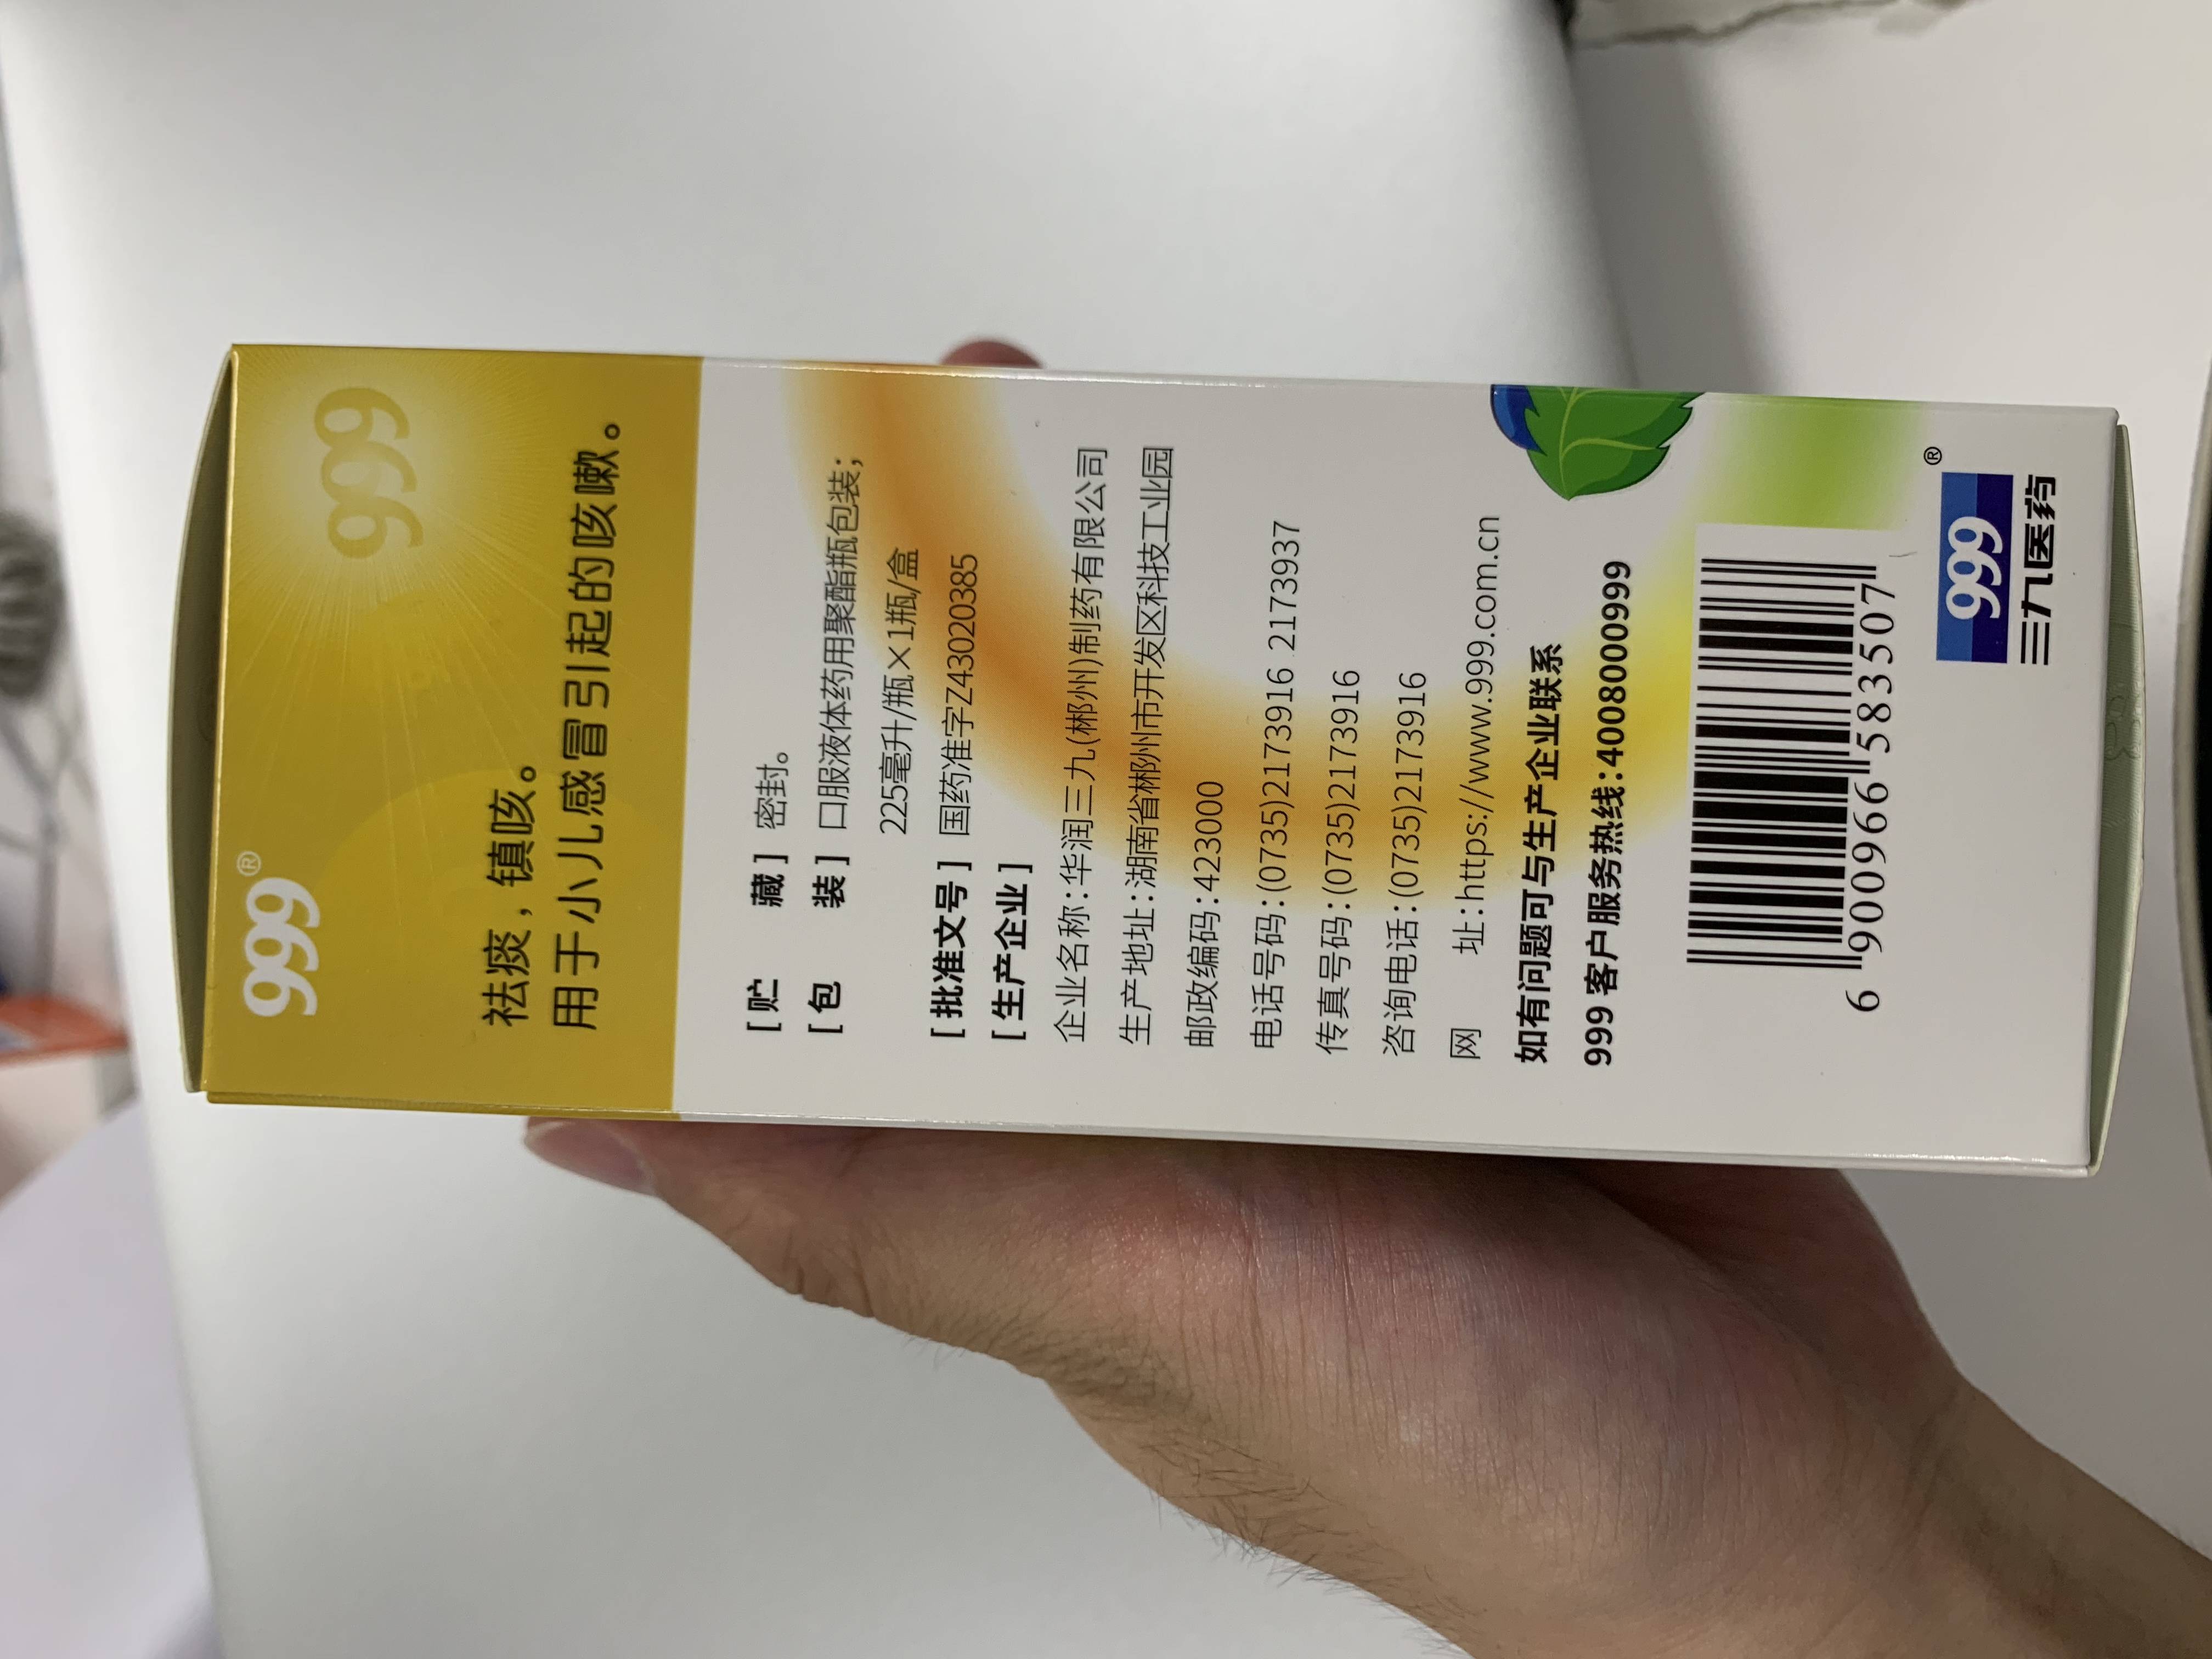 999®
999
祛痰，镇咳。
用于小儿感冒引起的咳嗽。
[贮 藏] 密封。
[包 装] 口服液体药用聚酯瓶包装；
225毫升/瓶×1瓶/盒
[批准文号] 国药准字Z43020385
[生产企业]
企业名称：华润三九(郴州)制药有限公司
生产地址：湖南省郴州市开发区科技工业园
邮政编码：423000
电话号码：(0735)2173916 2173937
传真号码：(0735)2173916
咨询电话：(0735)2173916
网 址：https://www.999.com.cn
如有问题可与生产企业联系
999 客户服务热线：4008000999
6 900966 583507
999®
三九医药